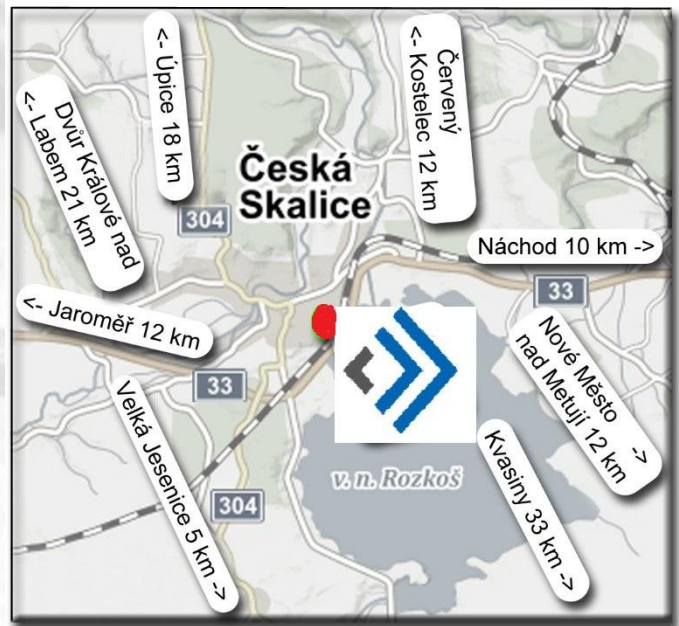 <- Úpice 18 km
Červený
<- Kostelec 12 km
Dvůr Králové nad
<- Labem 21 km
Česká
Skalice
304
Náchod 10 km ->
33
<- Jaroměř 12 km
Nové Město
nad Metují 12 km ->
33
Velká Jesenice 5 km ->
v. n. Rozkoš
Kvasiny 33 km ->
304